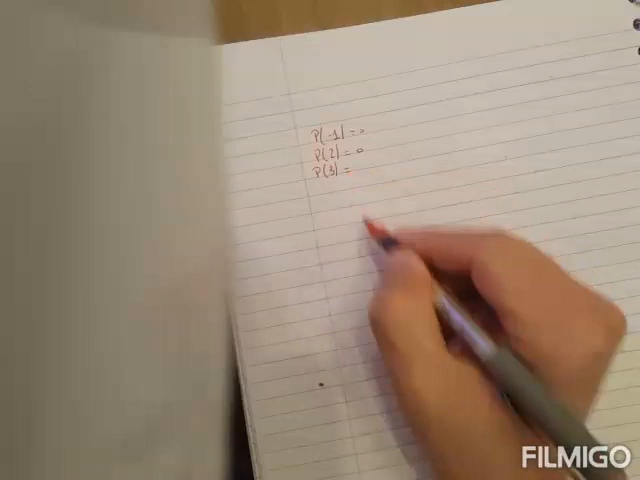 P(-1) = 0
P(2) = 0
P(3) =
FILMIGO